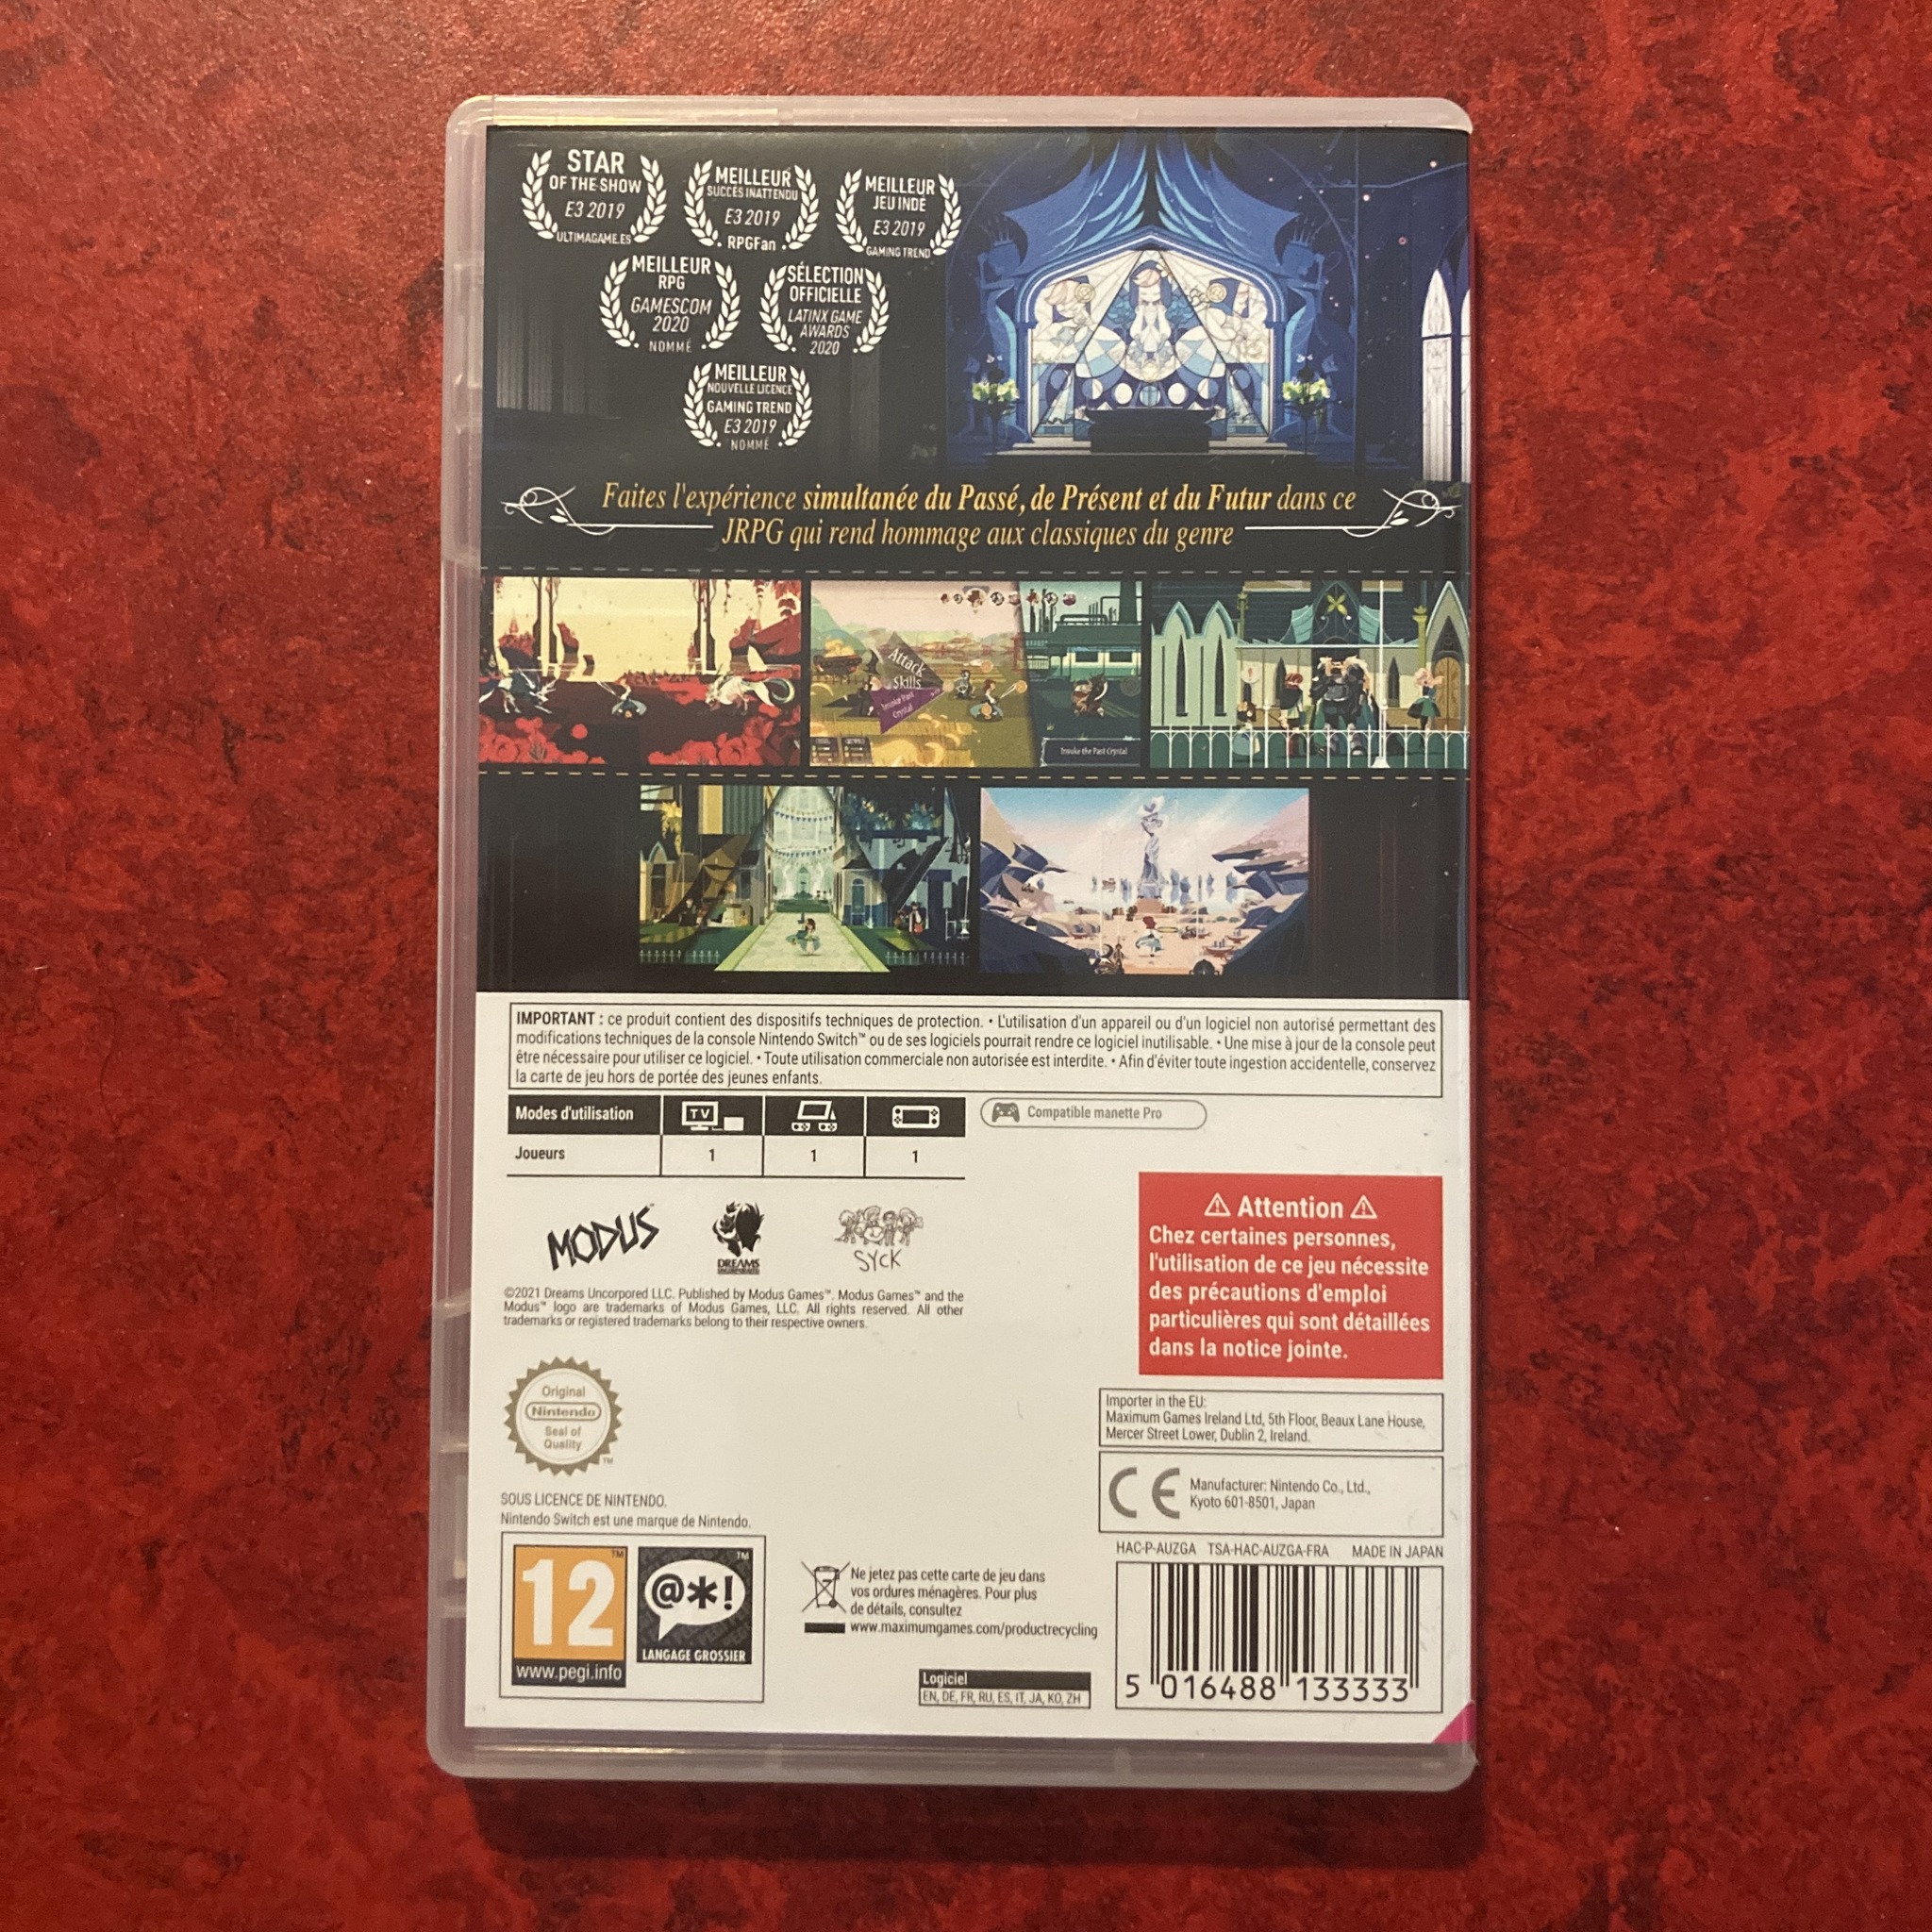 STAR
OF THE SHOW
E3 2019
ULTIMAGAME.ES
MEILLEUR
SUCCÈS INATTENDU
E3 2019
RPGFan
MEILLEUR
JEU INDÉ
E3 2019
GAMING TREND
MEILLEUR
RPG
GAMESCOM
2020
NOMMÉ
SÉLECTION
OFFICIELLE
LATINX GAME
AWARDS
2020
MEILLEUR
NOUVELLE LICENCE
GAMING TREND
E3 2019
NOMMÉ
Faites l'expérience simultanée du Passé, de Présent et du Futur dans ce
JRPG qui rend hommage aux classiques du genre
Attack
Skills
Invoke Past
Crystal
Invoke the Past Crystal
IMPORTANT : ce produit contient des dispositifs techniques de protection. • L'utilisation d'un appareil ou d'un logiciel non autorisé permettant des
modifications techniques de la console Nintendo Switch™ ou de ses logiciels pourrait rendre ce logiciel inutilisable. • Une mise à jour de la console peut
être nécessaire pour utiliser ce logiciel. • Toute utilisation commerciale non autorisée est interdite. • Afin d'éviter toute ingestion accidentelle, conservez
la carte de jeu hors de portée des jeunes enfants.
Modes d'utilisation TV
Compatible manette Pro
Joueurs 1 1 1
MODUS™
DREAMS
SYCK
©2021 Dreams Uncorpored LLC. Published by Modus Games™. Modus Games™ and the
Modus™ logo are trademarks of Modus Games, LLC. All rights reserved. All other
trademarks or registered trademarks belong to their respective owners.
⚠ Attention ⚠
Chez certaines personnes,
l'utilisation de ce jeu nécessite
des précautions d'emploi
particulières qui sont détaillées
dans la notice jointe.
Original
Nintendo
Seal of
Quality
TM
Importer in the EU:
Maximum Games Ireland Ltd, 5th Floor, Beaux Lane House,
Mercer Street Lower, Dublin 2, Ireland.
CE
Manufacturer: Nintendo Co., Ltd.,
Kyoto 601-8501, Japan
SOUS LICENCE DE NINTENDO.
Nintendo Switch est une marque de Nintendo.
HAC-P-AUZGA TSA-HAC-AUZGA-FRA MADE IN JAPAN
12™
www.pegi.info
™
@*!
LANGAGE GROSSIER
Ne jetez pas cette carte de jeu dans
vos ordures ménagères. Pour plus
de détails, consultez
www.maximumgames.com/productrecycling
Logiciel
EN, DE, FR, RU, ES, IT, JA, KO, ZH
5 016488 133333